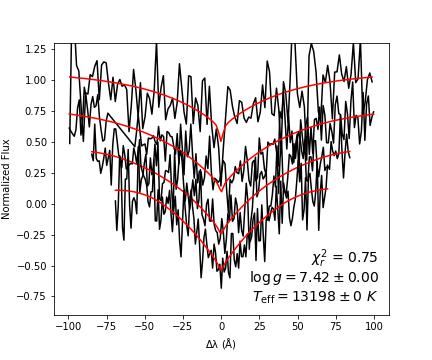 1.25
1.00
0.75
0.50
0.25
0.00
−0.25
−0.50
−0.75
Normalized Flux
χ²ᵣ = 0.75
log g = 7.42 ± 0.00
T_eff = 13198 ± 0 K
−100 −75 −50 −25 0 25 50 75 100
Δλ (Å)